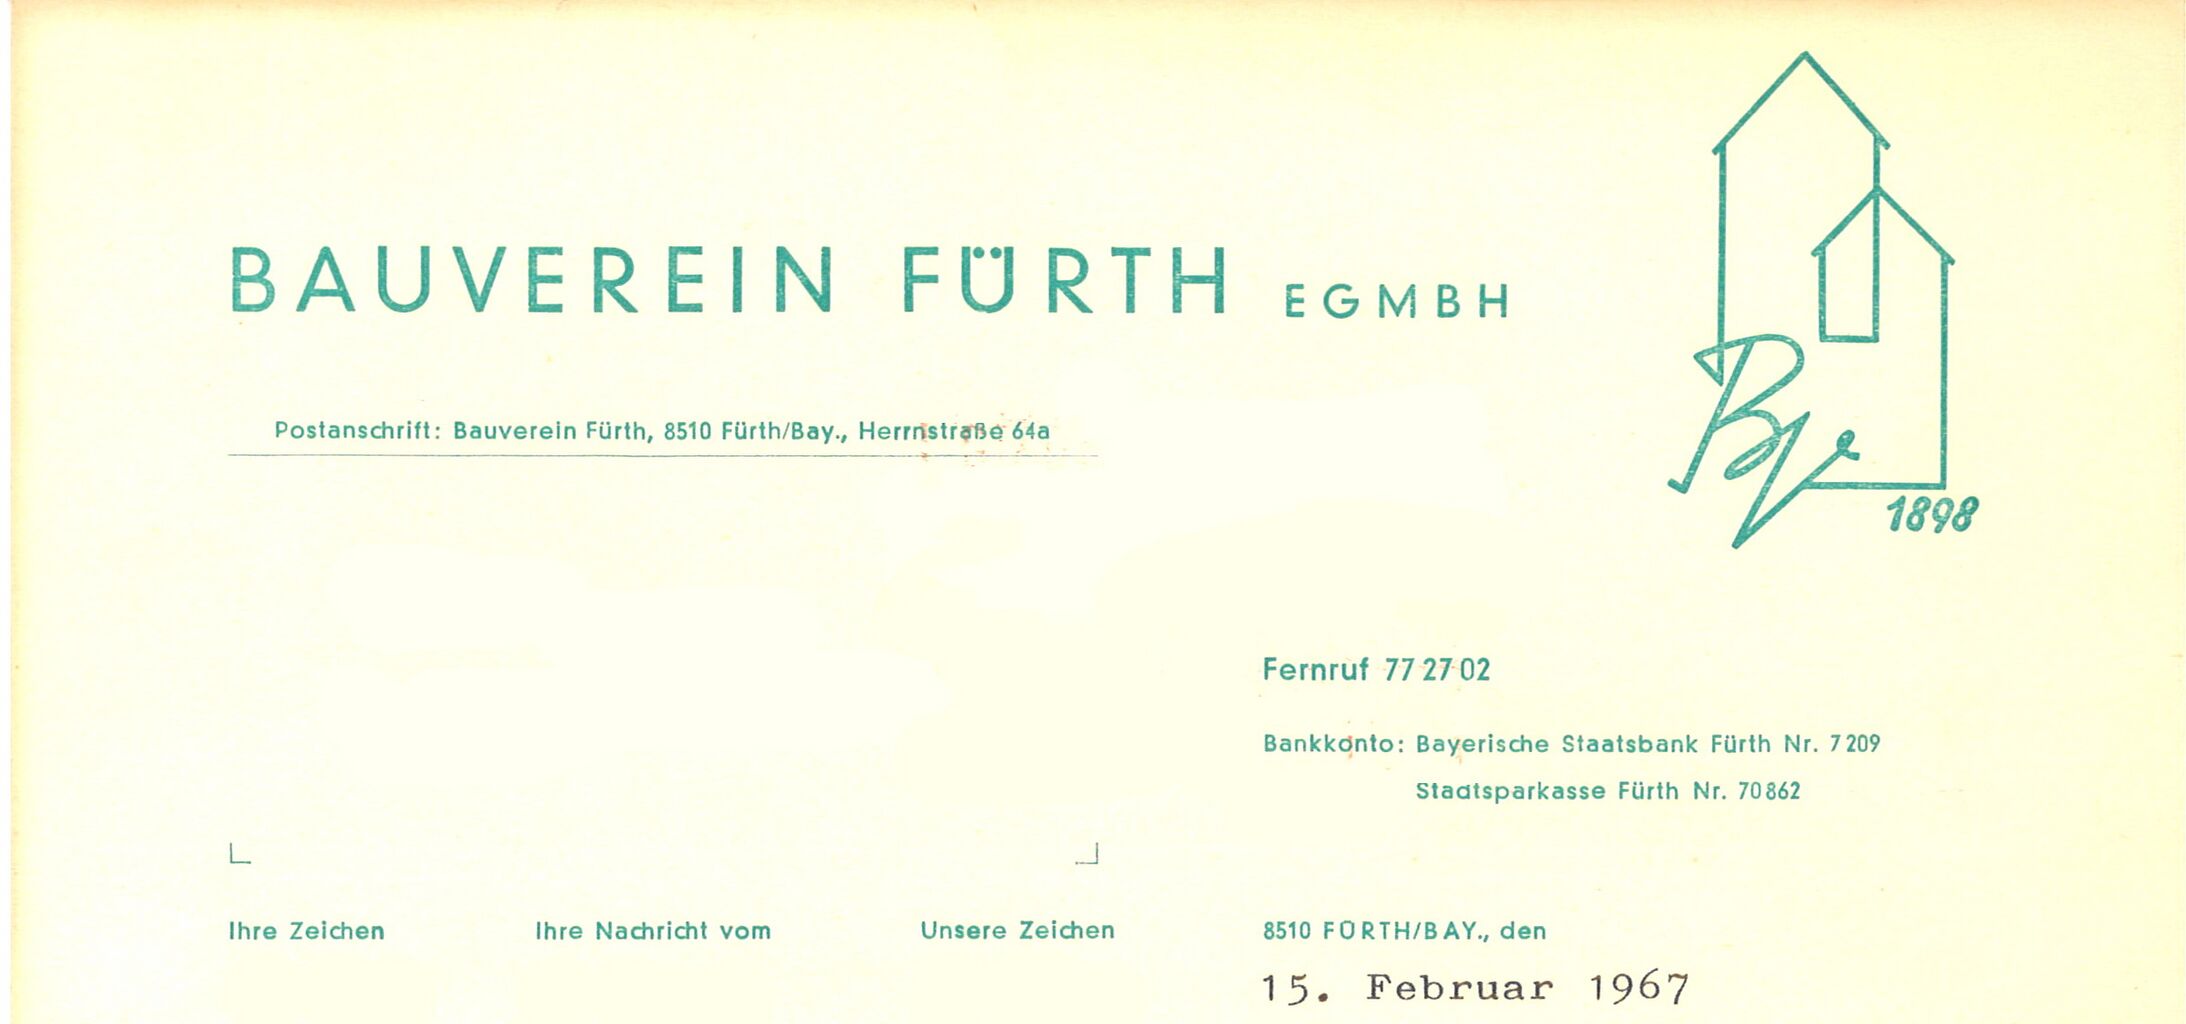 BAUVEREIN FÜRTH EGMBH
Postanschrift: Bauverein Fürth, 8510 Fürth/Bay., Herrnstraße 64a
1898
Fernruf 77 27 02
Bankkonto: Bayerische Staatsbank Fürth Nr. 7 209
Stadtsparkasse Fürth Nr. 70 862
Ihre Zeichen Ihre Nachricht vom Unsere Zeichen 8510 FÜRTH/BAY., den
15. Februar 1967